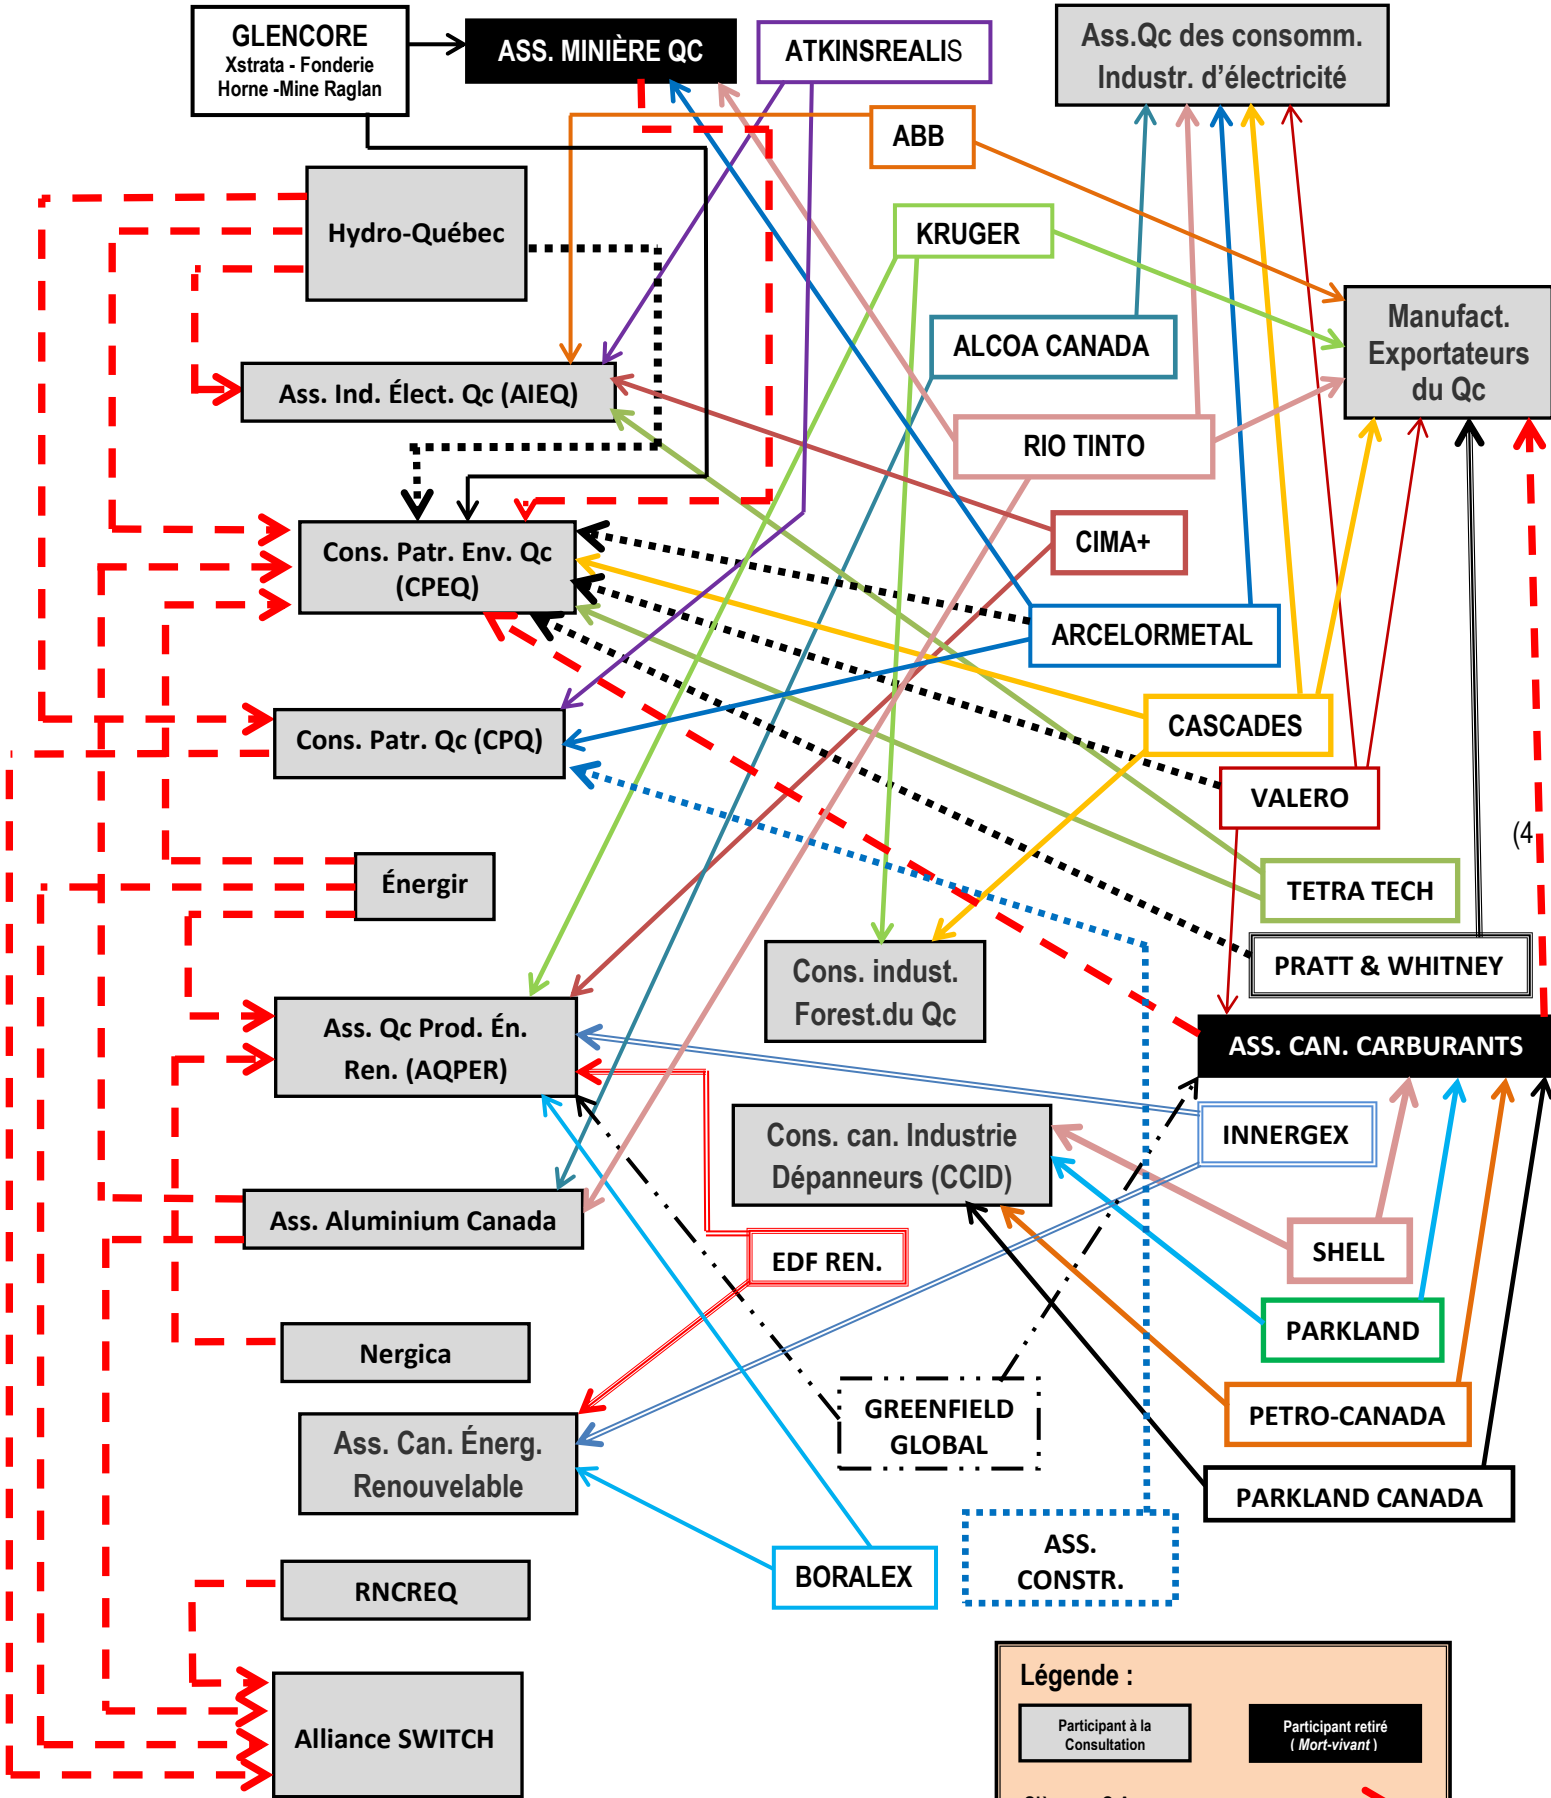 GLENCORE
Xstrata - Fonderie
Horne -Mine Raglan
ASS. MINIÈRE QC
ATKINSREALIS
Ass.Qc des consomm.
Industr. d'électricité
ABB
Hydro-Québec
KRUGER
Manufact.
Exportateurs
du Qc
ALCOA CANADA
Ass. Ind. Élect. Qc (AIEQ)
RIO TINTO
Cons. Patr. Env. Qc
(CPEQ)
CIMA+
ARCELORMETAL
Cons. Patr. Qc (CPQ)
CASCADES
VALERO
(4
Énergir
TETRA TECH
PRATT & WHITNEY
Cons. indust.
Forest.du Qc
Ass. Qc Prod. Én.
Ren. (AQPER)
ASS. CAN. CARBURANTS
Cons. can. Industrie
Dépanneurs (CCID)
INNERGEX
Ass. Aluminium Canada
EDF REN.
SHELL
PARKLAND
Nergica
GREENFIELD
GLOBAL
PETRO-CANADA
Ass. Can. Énerg.
Renouvelable
PARKLAND CANADA
ASS.
CONSTR.
BORALEX
RNCREQ
Alliance SWITCH
Légende :
Participant à la
Consultation
Participant retiré
( Mort-vivant )